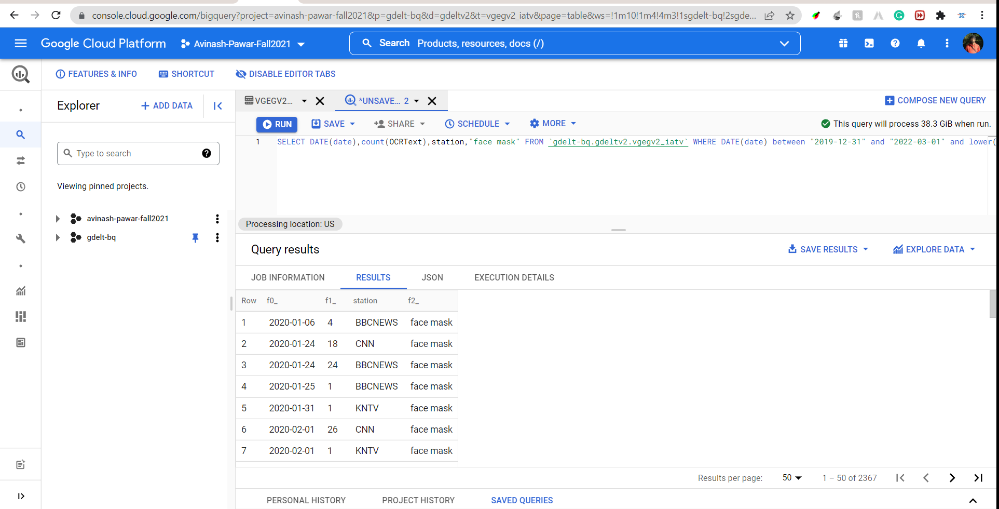 console.cloud.google.com/bigquery?project=avinash-pawar-fall2021&p=gdelt-bq&d=gdeltv2&t=vgegv2_iatv&page=table&ws=!1m10!1m4!4m3!1sgdelt-bq!2sgde...
Google Cloud Platform
Avinash-Pawar-Fall2021
Search Products, resources, docs (/)
FEATURES & INFO
SHORTCUT
DISABLE EDITOR TABS
Explorer
+ ADD DATA
VGEGV2...
*UNSAVE... 2
COMPOSE NEW QUERY
RUN
SAVE
SHARE
SCHEDULE
MORE
This query will process 38.3 GiB when run.
1 SELECT DATE(date),count(OCRText),station,"face mask" FROM `gdelt-bq.gdeltv2.vgegv2_iatv` WHERE DATE(date) between "2019-12-31" and "2022-03-01" and lower(
Type to search
Viewing pinned projects.
avinash-pawar-fall2021
gdelt-bq
Processing location: US
Query results
SAVE RESULTS
EXPLORE DATA
JOB INFORMATION RESULTS JSON EXECUTION DETAILS
Row f0_ f1_ station f2_
1 2020-01-06 4 BBCNEWS face mask
2 2020-01-24 18 CNN face mask
3 2020-01-24 24 BBCNEWS face mask
4 2020-01-25 1 BBCNEWS face mask
5 2020-01-31 1 KNTV face mask
6 2020-02-01 26 CNN face mask
7 2020-02-01 1 KNTV face mask
Results per page: 50 1 – 50 of 2367
PERSONAL HISTORY PROJECT HISTORY SAVED QUERIES